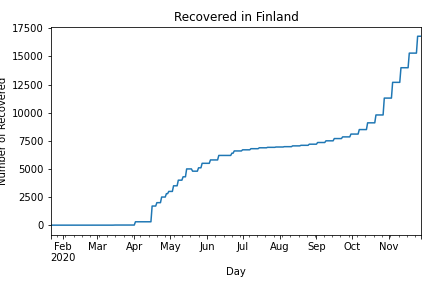 Recovered in Finland
Number of Recovered
17500
15000
12500
10000
7500
5000
2500
0
Feb Mar Apr May Jun Jul Aug Sep Oct Nov
2020
Day